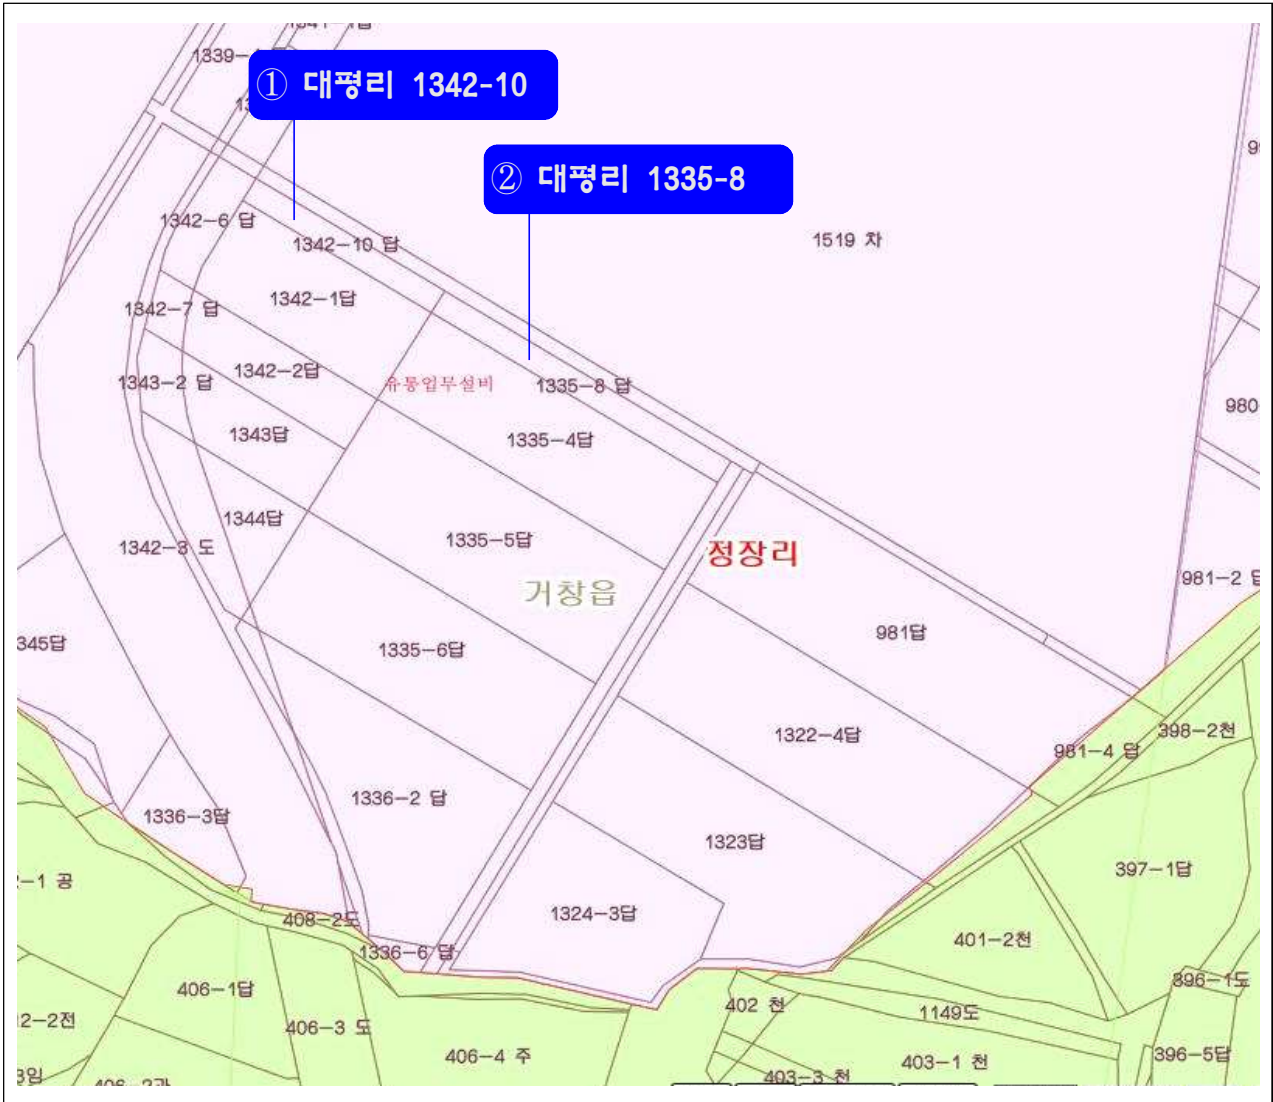 ① 대평리 1342-10
② 대평리 1335-8
1519 차
1342-6 답
1342-10 답
1342-1답
1342-7 답
1342-2답
1343-2 답
유통업무설비
1335-8 답
980
1343답
1335-4답
1344답
1342-3 도
1335-5답
정장리
거창읍
981-2 답
345답
1335-6답
981답
1322-4답
398-2천
981-4 답
1336-2 답
1336-3답
1323답
397-1답
-1 공
1324-3답
408-2도
401-2천
1336-6 답
406-1답
396-1도
402 천
1149도
2-2전
406-3 도
406-4 주
403-1 천
396-5답
403-3 천